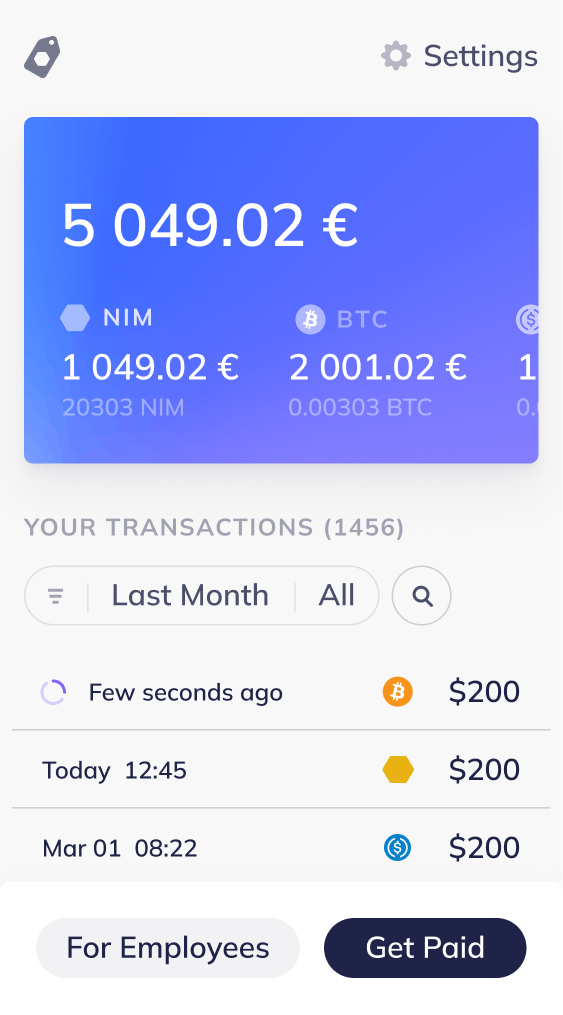 Settings
5 049.02 €
NIM BTC
1 049.02 € 2 001.02 € 1
20303 NIM 0.00303 BTC 0.
YOUR TRANSACTIONS (1456)
Last Month All
Few seconds ago $200
Today 12:45 $200
Mar 01 08:22 $200
For Employees Get Paid